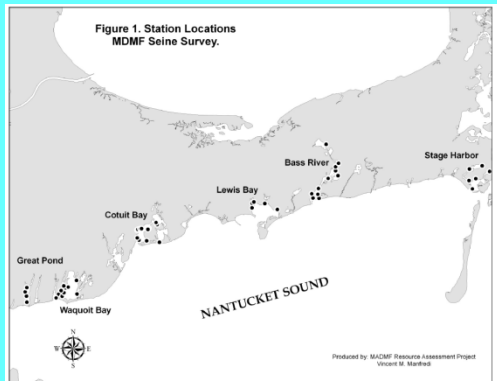 Figure 1. Station Locations
MDMF Seine Survey.
Bass River
Stage Harbor
Lewis Bay
Cotuit Bay
Great Pond
Waquoit Bay
NANTUCKET SOUND
N
W E
S
Produced by: MADMF Resource Assessment Project
Vincent M. Manfredi